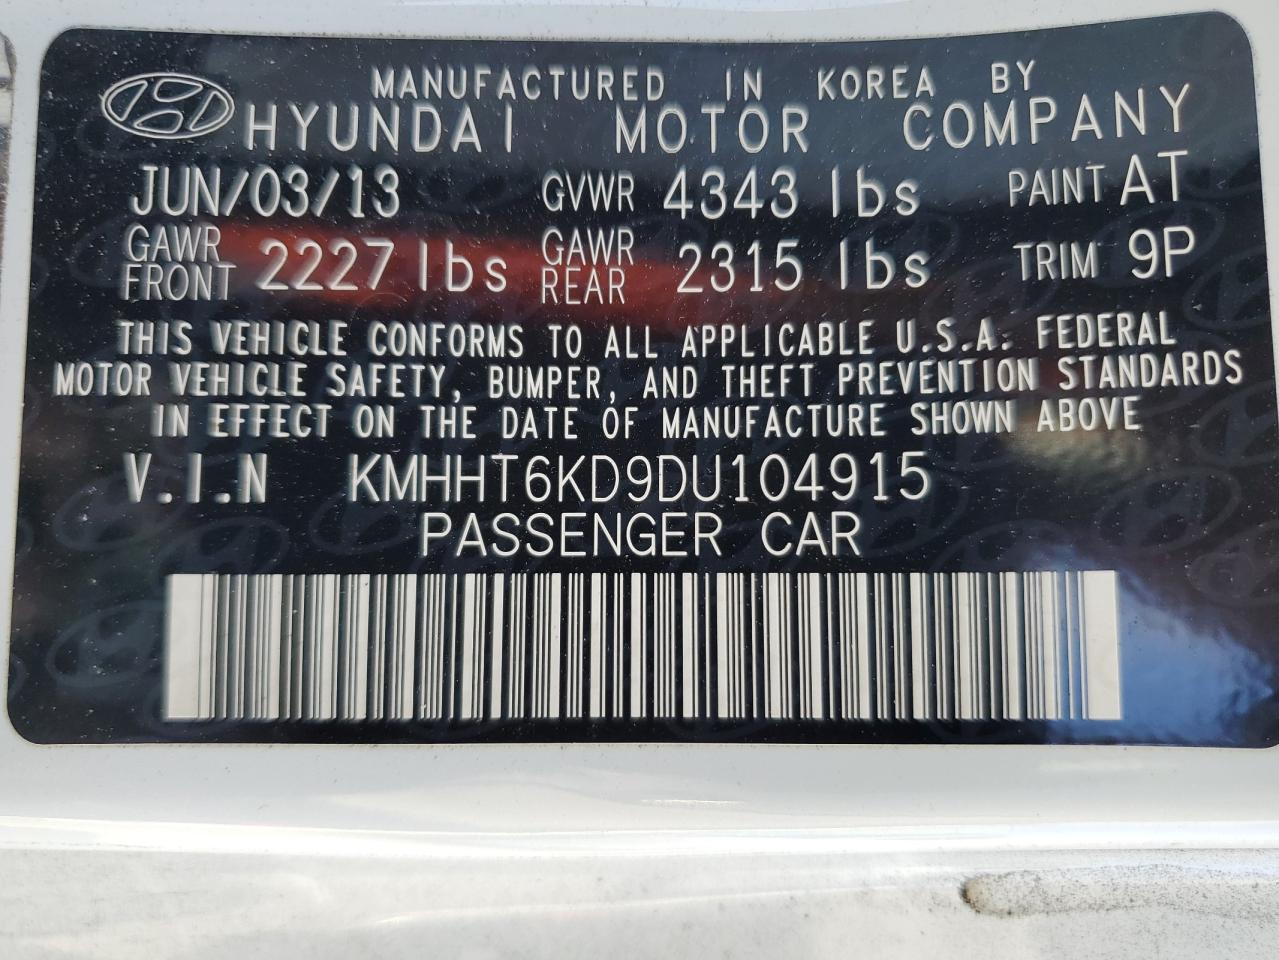 MANUFACTURED IN KOREA BY
HYUNDAI MOTOR COMPANY
JUN/03/13 GVWR 4343 lbs PAINT AT
GAWR FRONT 2227 lbs GAWR REAR 2315 lbs TRIM 9P
THIS VEHICLE CONFORMS TO ALL APPLICABLE U.S.A. FEDERAL
MOTOR VEHICLE SAFETY, BUMPER, AND THEFT PREVENTION STANDARDS
IN EFFECT ON THE DATE OF MANUFACTURE SHOWN ABOVE
V.I.N KMHHT6KD9DU104915
PASSENGER CAR